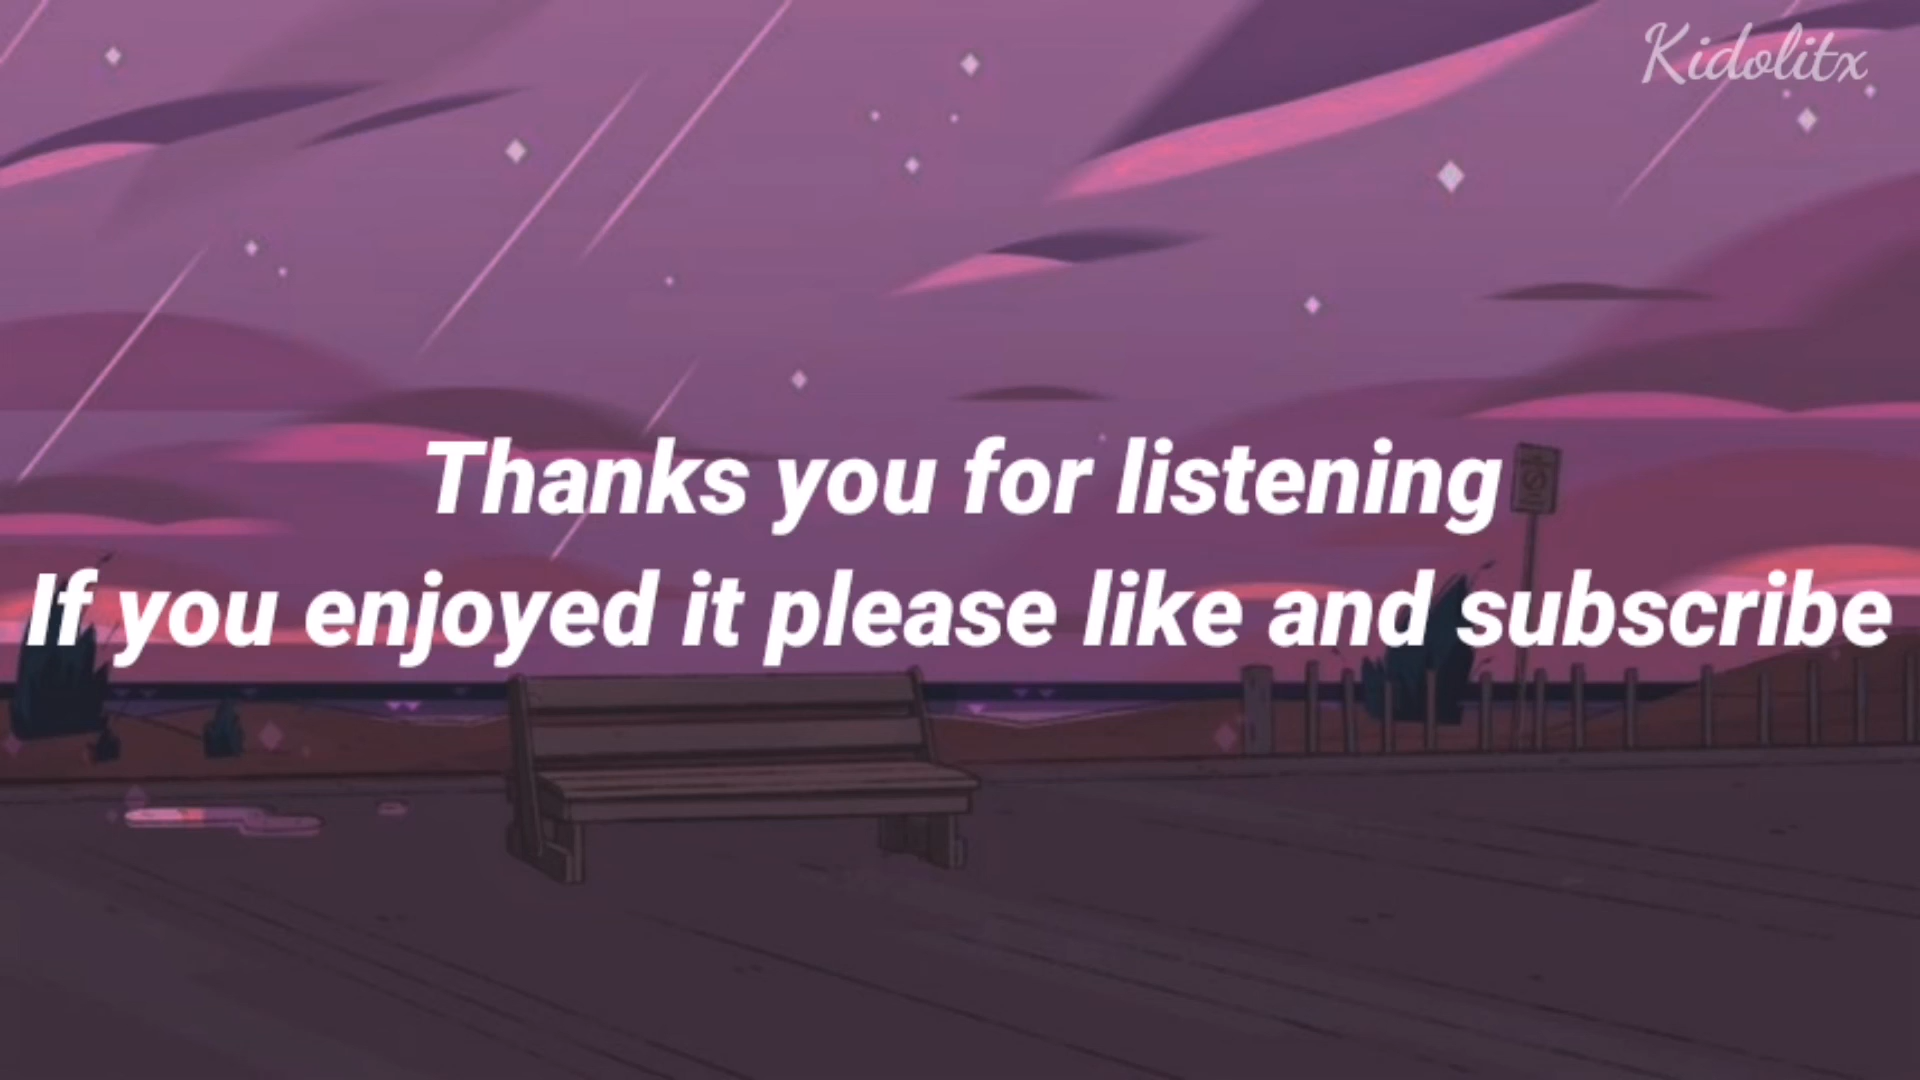 Kidolitx
Thanks you for listening
If you enjoyed it please like and subscribe